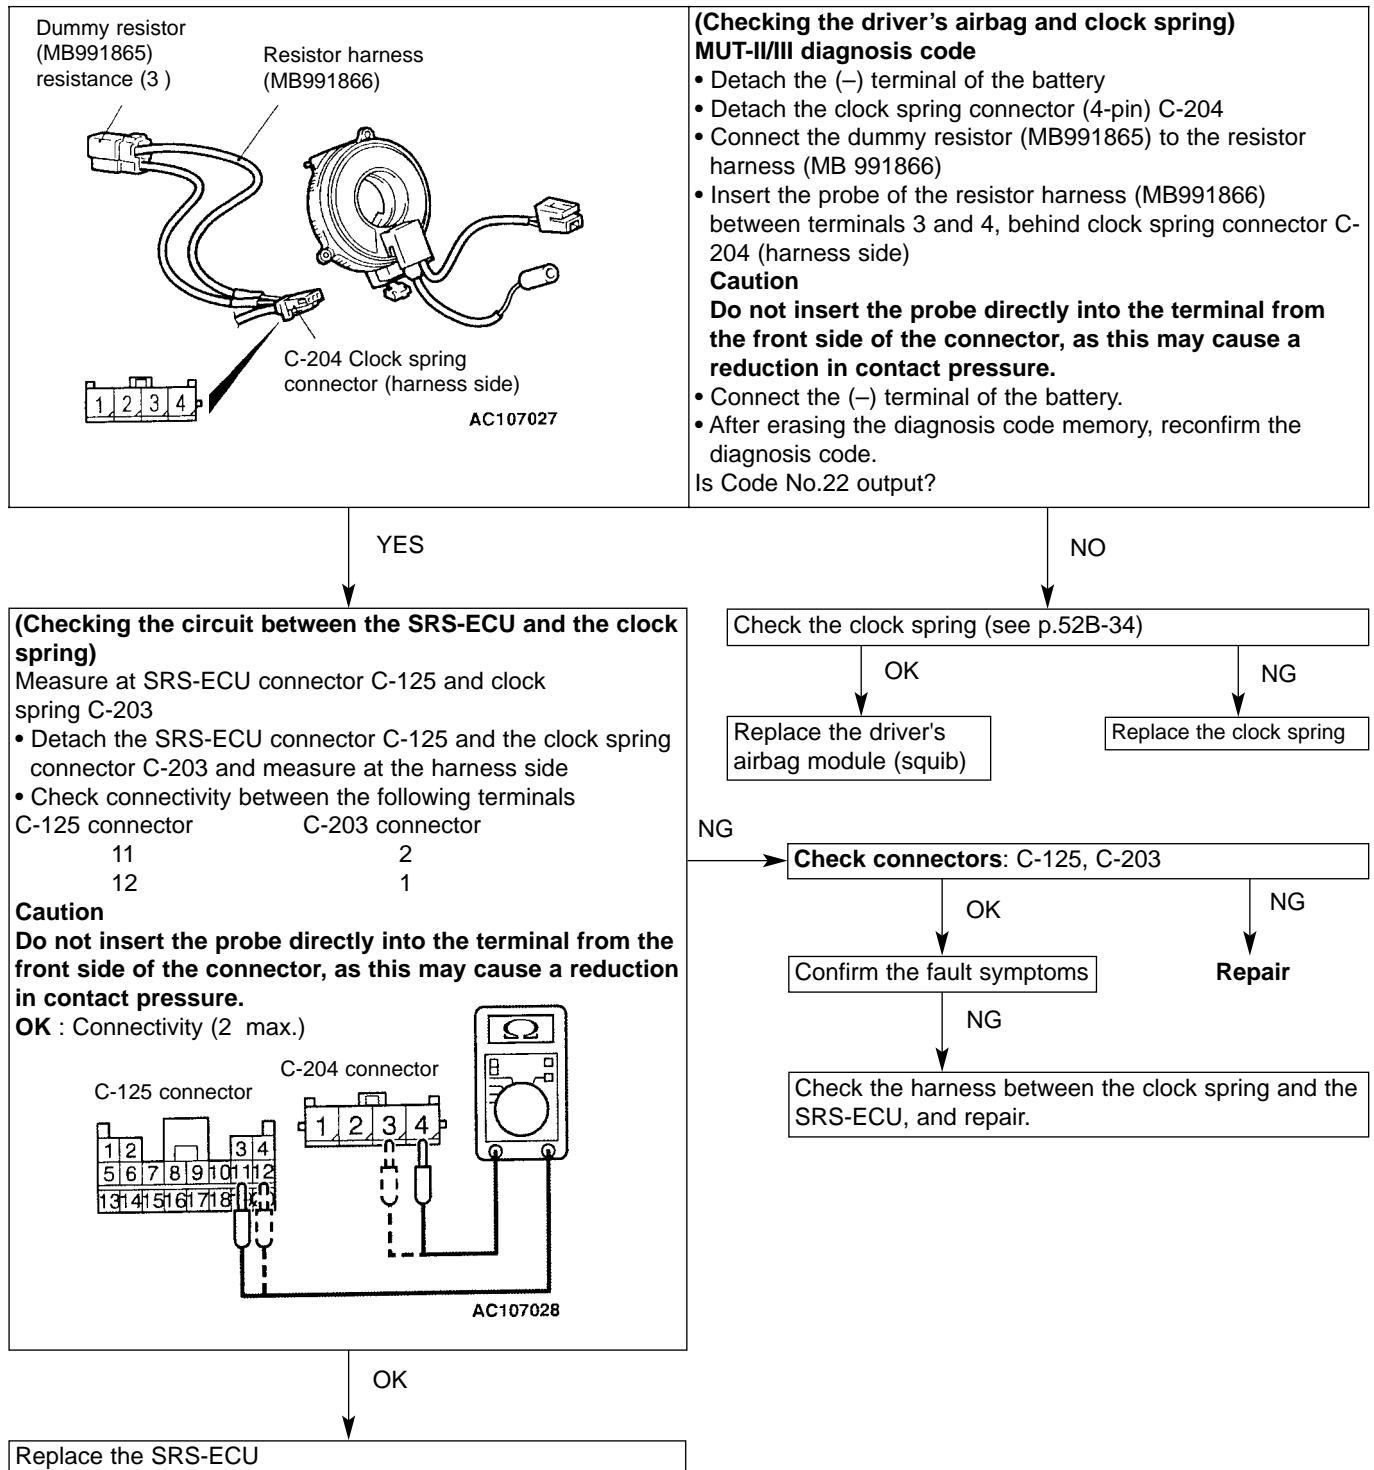 Dummy resistor
(MB991865)
resistance (3 )
Resistor harness
(MB991866)
C-204 Clock spring
connector (harness side)
1 2 3 4
AC107027
(Checking the driver's airbag and clock spring)
MUT-II/III diagnosis code
• Detach the (–) terminal of the battery
• Detach the clock spring connector (4-pin) C-204
• Connect the dummy resistor (MB991865) to the resistor
harness (MB 991866)
• Insert the probe of the resistor harness (MB991866)
between terminals 3 and 4, behind clock spring connector C-
204 (harness side)
Caution
Do not insert the probe directly into the terminal from
the front side of the connector, as this may cause a
reduction in contact pressure.
• Connect the (–) terminal of the battery.
• After erasing the diagnosis code memory, reconfirm the
diagnosis code.
Is Code No.22 output?
YES
NO
(Checking the circuit between the SRS-ECU and the clock
spring)
Measure at SRS-ECU connector C-125 and clock
spring C-203
• Detach the SRS-ECU connector C-125 and the clock spring
connector C-203 and measure at the harness side
• Check connectivity between the following terminals
C-125 connector C-203 connector
11 2
12 1
Caution
Do not insert the probe directly into the terminal from the
front side of the connector, as this may cause a reduction
in contact pressure.
OK : Connectivity (2 max.)
C-125 connector
C-204 connector
Ω
1 2 3 4
1 2 3 4
5 6 7 8 9 10 11 12
13 14 15 16 17 18
AC107028
Check the clock spring (see p.52B-34)
OK
NG
Replace the driver's
airbag module (squib)
Replace the clock spring
NG
Check connectors: C-125, C-203
OK
NG
Confirm the fault symptoms
Repair
NG
Check the harness between the clock spring and the
SRS-ECU, and repair.
OK
Replace the SRS-ECU